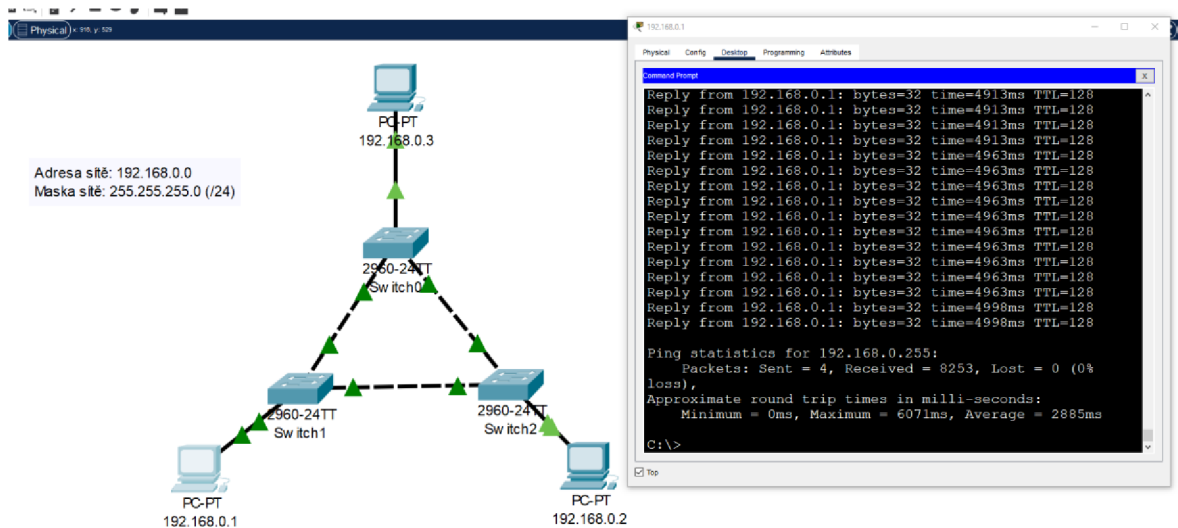 Physical x: 918, y: 529
PC-PT
192.168.0.3
Adresa sítě: 192.168.0.0
Maska sítě: 255.255.255.0 (/24)
2960-24TT
Switch0
2960-24TT
Switch1
2960-24TT
Switch2
PC-PT
192.168.0.1
PC-PT
192.168.0.2
192.168.0.1
Physical Config Desktop Programming Attributes
Command Prompt X
Reply from 192.168.0.1: bytes=32 time=4913ms TTL=128
Reply from 192.168.0.1: bytes=32 time=4913ms TTL=128
Reply from 192.168.0.1: bytes=32 time=4913ms TTL=128
Reply from 192.168.0.1: bytes=32 time=4913ms TTL=128
Reply from 192.168.0.1: bytes=32 time=4963ms TTL=128
Reply from 192.168.0.1: bytes=32 time=4963ms TTL=128
Reply from 192.168.0.1: bytes=32 time=4963ms TTL=128
Reply from 192.168.0.1: bytes=32 time=4963ms TTL=128
Reply from 192.168.0.1: bytes=32 time=4963ms TTL=128
Reply from 192.168.0.1: bytes=32 time=4963ms TTL=128
Reply from 192.168.0.1: bytes=32 time=4963ms TTL=128
Reply from 192.168.0.1: bytes=32 time=4963ms TTL=128
Reply from 192.168.0.1: bytes=32 time=4963ms TTL=128
Reply from 192.168.0.1: bytes=32 time=4963ms TTL=128
Reply from 192.168.0.1: bytes=32 time=4998ms TTL=128
Reply from 192.168.0.1: bytes=32 time=4998ms TTL=128
Ping statistics for 192.168.0.255:
Packets: Sent = 4, Received = 8253, Lost = 0 (0%
loss),
Approximate round trip times in milli-seconds:
Minimum = 0ms, Maximum = 6071ms, Average = 2885ms
C:\>
Top